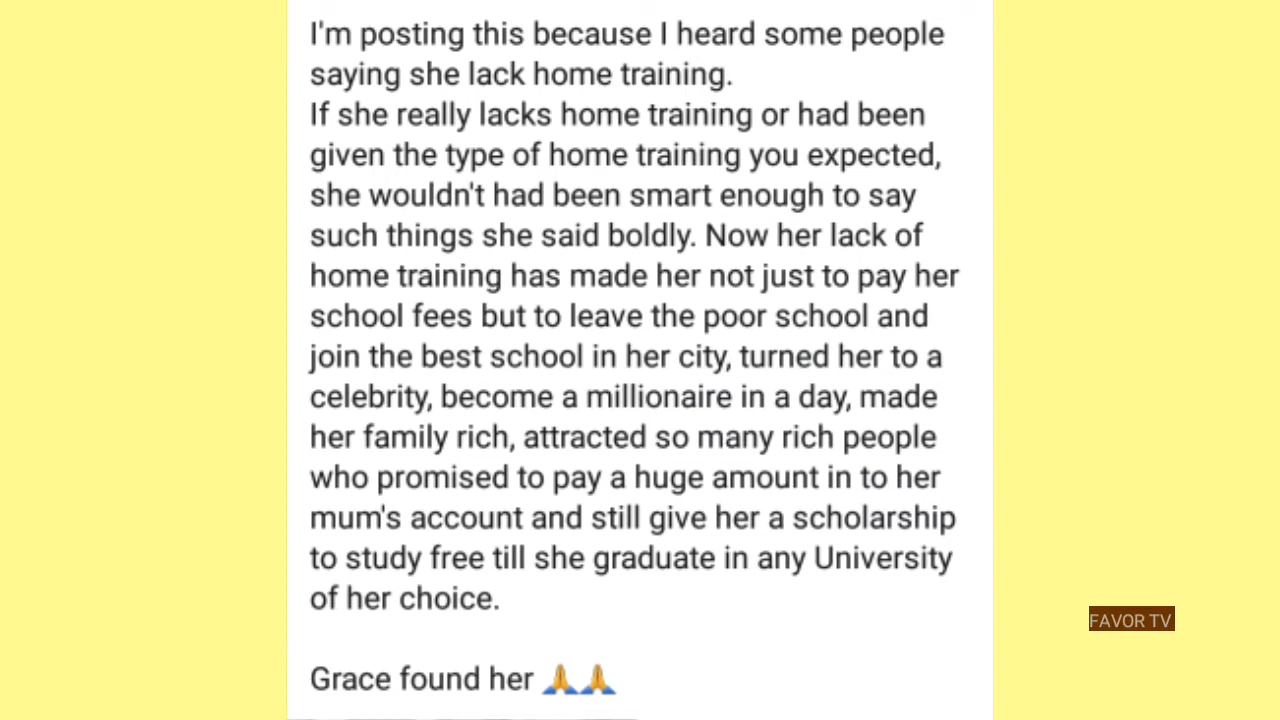 I'm posting this because I heard some people
saying she lack home training.
If she really lacks home training or had been
given the type of home training you expected,
she wouldn't had been smart enough to say
such things she said boldly. Now her lack of
home training has made her not just to pay her
school fees but to leave the poor school and
join the best school in her city, turned her to a
celebrity, become a millionaire in a day, made
her family rich, attracted so many rich people
who promised to pay a huge amount in to her
mum's account and still give her a scholarship
to study free till she graduate in any University
of her choice.
Grace found her 🙏🙏
FAVOR TV